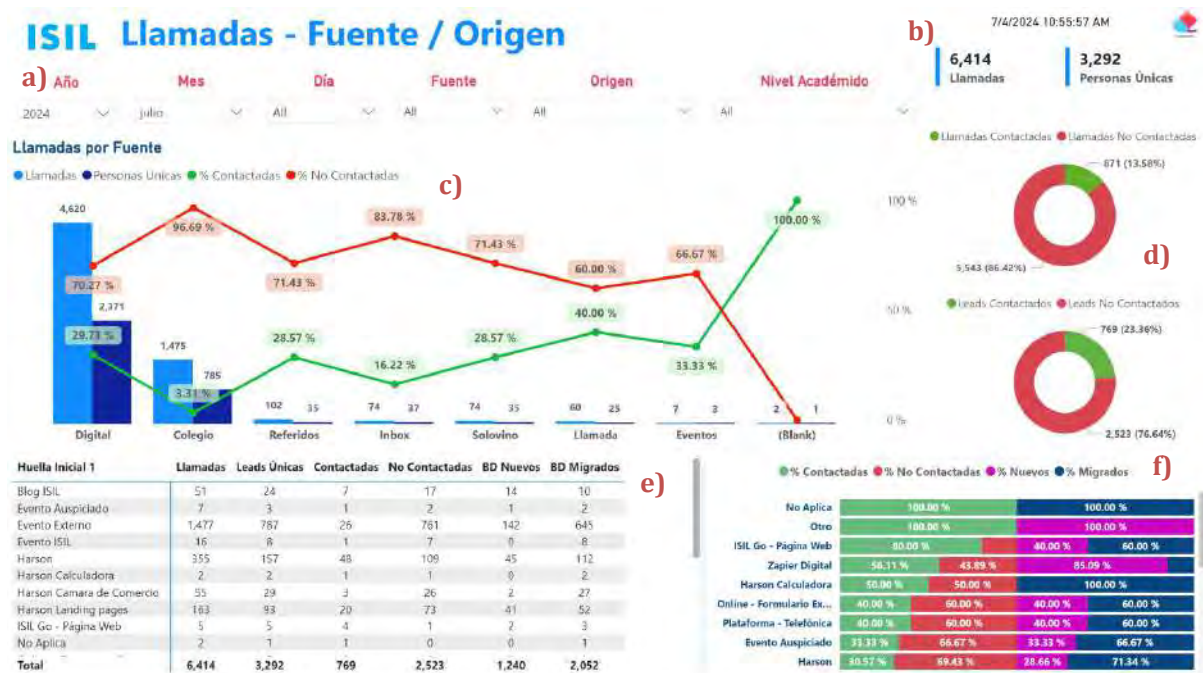 7/4/2024 10:55:57 AM
ISIL Llamadas - Fuente / Origen
b)
6,414 3,292
Llamadas Personas Únicas
a) Año Mes Día Fuente Origen Nivel Académido
2024 julio All All All All
Llamadas por Fuente
Llamadas Personas Unicas % Contactadas % No Contactadas
c)
4,620
96.69 %
83.78 %
71.43 %
66.67 %
100.00 %
100 %
70.27 %
71.43 %
60.00 %
2,371
40.00 %
50 %
29.73 %
1,475
28.57 %
28.57 %
785
16.22 %
33.33 %
3.31 %
102 35 74 37 74 35 60 25 7 3 2 1
0 %
Digital Colegio Referidos Inbox Solovino Llamada Eventos (Blank)
Llamadas Contactadas Llamadas No Contactadas
871 (13.58%)
d)
5,543 (86.42%)
Leads Contactados Leads No Contactados
769 (23.36%)
2,523 (76.64%)
e)
Huella Inicial 1 Llamadas Leads Únicas Contactadas No Contactadas BD Nuevos BD Migrados
Blog ISIL 51 24 7 17 14 10
Evento Auspiciado 7 3 1 2 1 2
Evento Externo 1,477 787 26 761 142 645
Evento ISIL 16 8 1 7 0 8
Harson 355 157 48 109 45 112
Harson Calculadora 2 2 1 1 0 2
Harson Camara de Comercio 55 29 3 26 2 27
Harson Landing pages 163 93 20 73 41 52
ISIL Go - Página Web 5 5 4 1 2 3
No Aplica 2 1 1 0 0 1
Total 6,414 3,292 769 2,523 1,240 2,052
% Contactadas % No Contactadas % Nuevos % Migrados
f)
No Aplica 100.00 % 100.00 %
Otro 100.00 % 100.00 %
ISIL Go - Página Web 80.00 % 40.00 % 60.00 %
Zapier Digital 56.11 % 43.89 % 85.09 %
Harson Calculadora 50.00 % 50.00 % 100.00 %
Online - Formulario Ex... 40.00 % 60.00 % 40.00 % 60.00 %
Plataforma - Telefónica 40.00 % 60.00 % 40.00 % 60.00 %
Evento Auspiciado 33.33 % 66.67 % 33.33 % 66.67 %
Harson 30.57 % 69.43 % 28.66 % 71.34 %